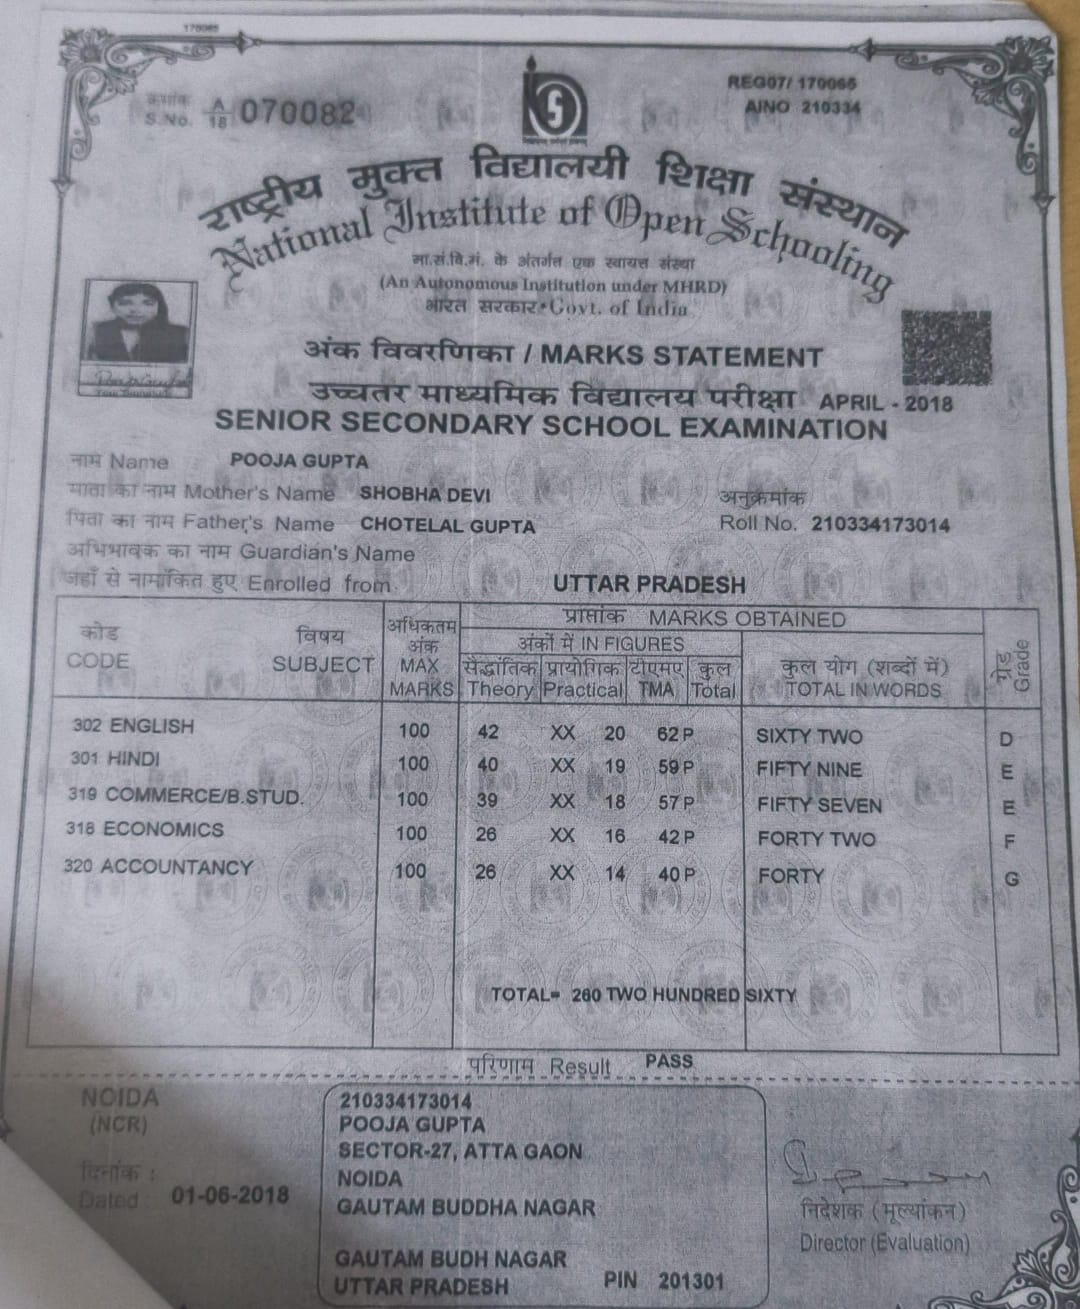 170065
क्रमांक
S.No. A/18 070082
REG07/ 170065
AINO 210334
राष्ट्रीय मुक्त विद्यालयी शिक्षा संस्थान
National Institute of Open Schooling
मा.सं.वि.मं. के अंतर्गत एक स्वायत्त संस्था
(An Autonomous Institution under MHRD)
भारत सरकार•Govt. of India
अंक विवरणिका / MARKS STATEMENT
उच्चतर माध्यमिक विद्यालय परीक्षा APRIL - 2018
SENIOR SECONDARY SCHOOL EXAMINATION
नाम Name POOJA GUPTA
माता का नाम Mother's Name SHOBHA DEVI अनुक्रमांक
पिता का नाम Father's Name CHOTELAL GUPTA Roll No. 210334173014
अभिभावक का नाम Guardian's Name
जहाँ से नामांकित हुए Enrolled from UTTAR PRADESH
कोड CODE विषय SUBJECT अधिकतम अंक MAX MARKS प्राप्तांक MARKS OBTAINED ग्रेड Grade
अंकों में IN FIGURES
सैद्धांतिक Theory प्रायोगिक Practical टीएमए TMA कुल Total कुल योग (शब्दों में) TOTAL IN WORDS
302 ENGLISH 100 42 XX 20 62 P SIXTY TWO D
301 HINDI 100 40 XX 19 59 P FIFTY NINE E
319 COMMERCE/B.STUD. 100 39 XX 18 57 P FIFTY SEVEN E
318 ECONOMICS 100 26 XX 16 42 P FORTY TWO F
320 ACCOUNTANCY 100 26 XX 14 40 P FORTY G
TOTAL= 260 TWO HUNDRED SIXTY
परिणाम Result PASS
NOIDA
(NCR)
दिनांक :
Dated 01-06-2018
210334173014
POOJA GUPTA
SECTOR-27, ATTA GAON
NOIDA
GAUTAM BUDDHA NAGAR
GAUTAM BUDH NAGAR
UTTAR PRADESH PIN 201301
निदेशक (मूल्यांकन)
Director (Evaluation)